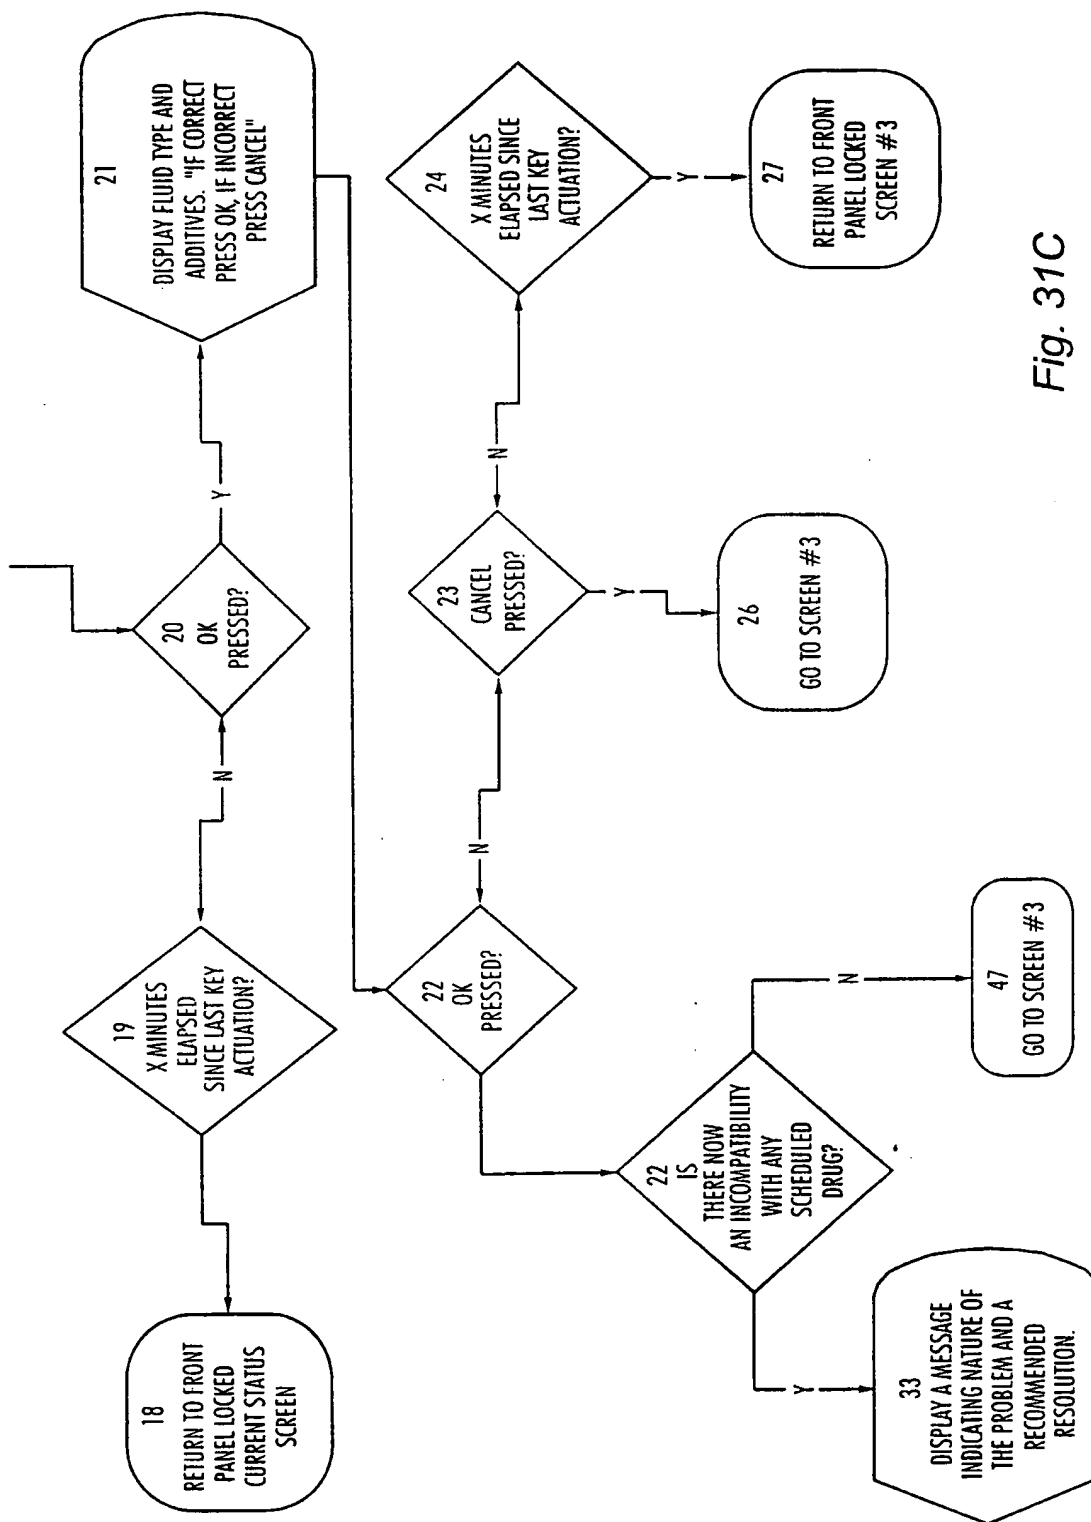 18
RETURN TO FRONT
PANEL LOCKED
CURRENT STATUS
SCREEN
19
X MINUTES
ELAPSED
SINCE LAST KEY
ACTUATION?
N
20
OK
PRESSED?
Y
21
DISPLAY FLUID TYPE AND
ADDITIVES. "IF CORRECT
PRESS OK, IF INCORRECT
PRESS CANCEL"
22
OK
PRESSED?
N
23
CANCEL
PRESSED?
N
24
X MINUTES
ELAPSED SINCE
LAST KEY
ACTUATION?
Y
26
GO TO SCREEN #3
Y
27
RETURN TO FRONT
PANEL LOCKED
SCREEN #3
22
IS
THERE NOW
AN INCOMPATIBILITY
WITH ANY
SCHEDULED
DRUG?
N
47
GO TO SCREEN #3
Y
33
DISPLAY A MESSAGE
INDICATING NATURE OF
THE PROBLEM AND A
RECOMMENDED
RESOLUTION.
Fig. 31C